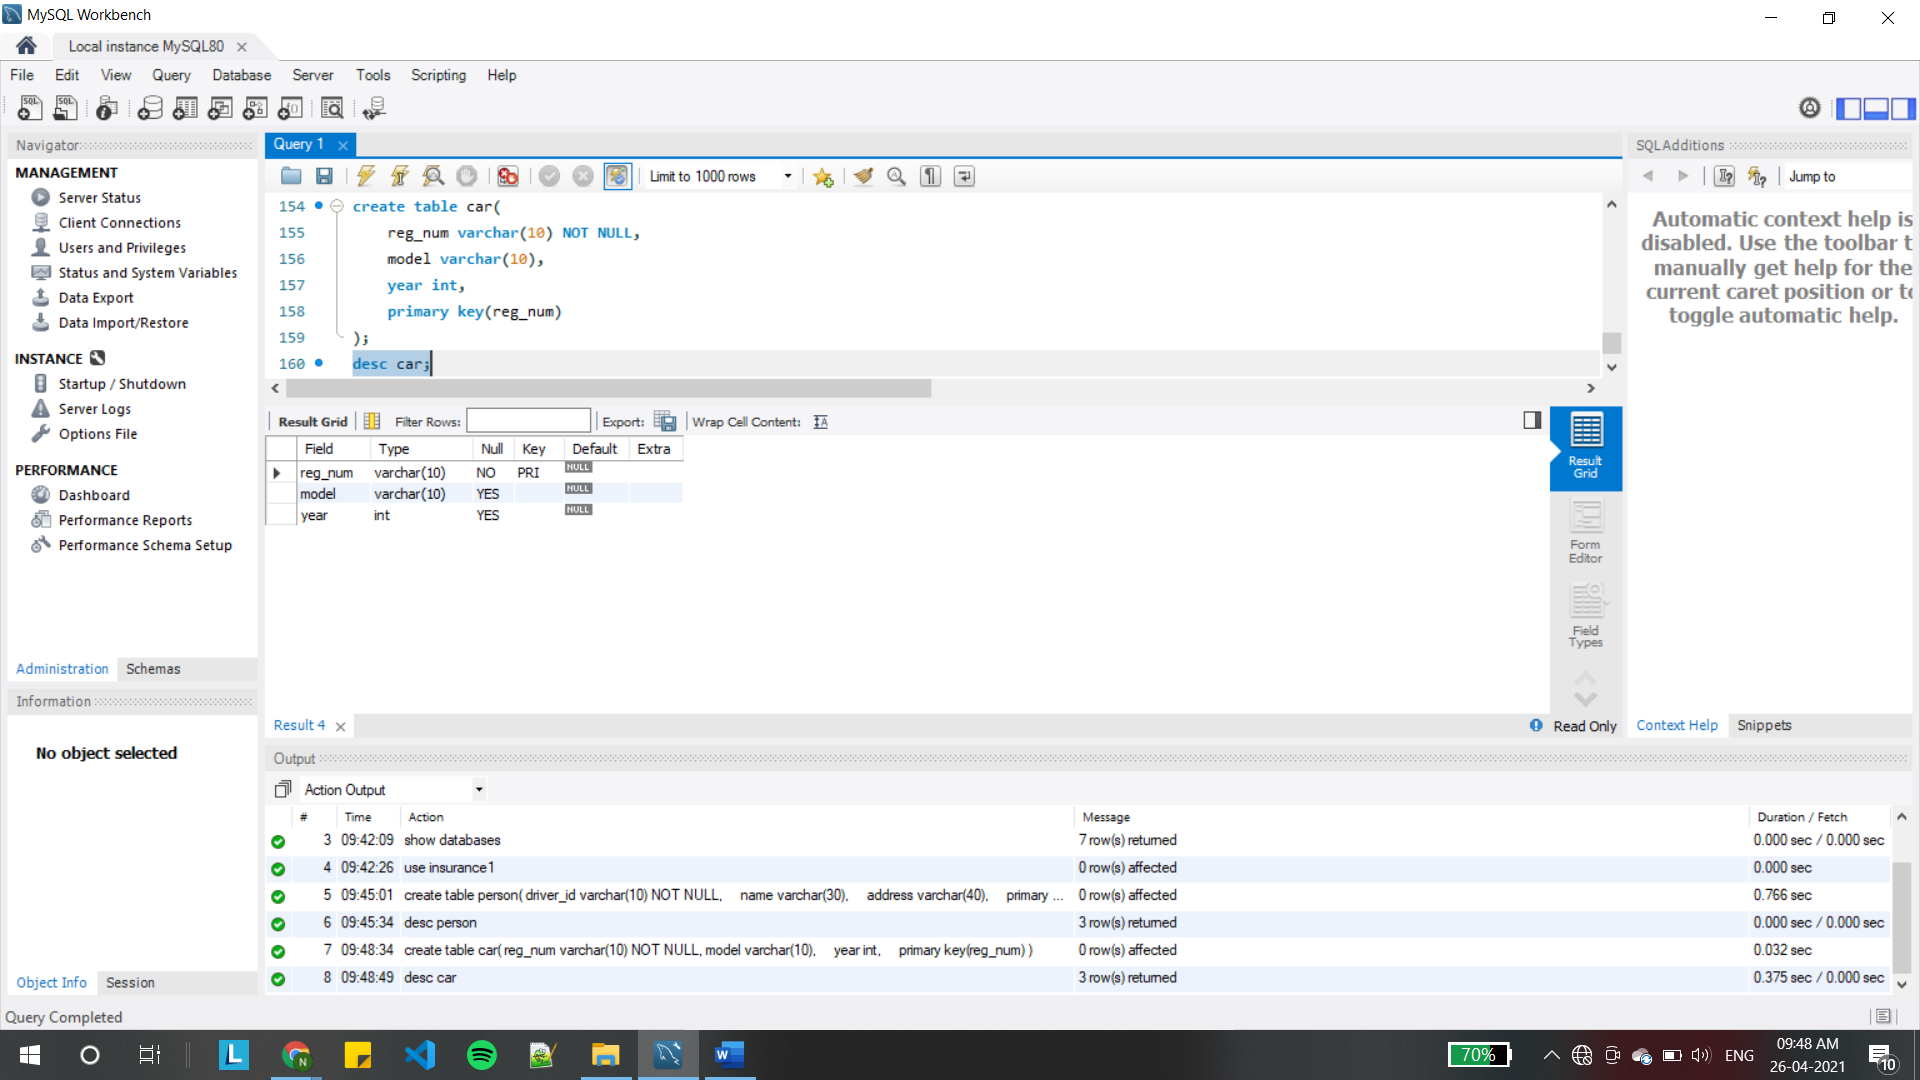 MySQL Workbench
Local instance MySQL80
File Edit View Query Database Server Tools Scripting Help
Navigator
MANAGEMENT
Server Status
Client Connections
Users and Privileges
Status and System Variables
Data Export
Data Import/Restore
INSTANCE
Startup / Shutdown
Server Logs
Options File
PERFORMANCE
Dashboard
Performance Reports
Performance Schema Setup
Administration Schemas
Information
No object selected
Object Info Session
Query Completed
Query 1
Limit to 1000 rows
154 create table car(
155 reg_num varchar(10) NOT NULL,
156 model varchar(10),
157 year int,
158 primary key(reg_num)
159 );
160 desc car;
Result Grid Filter Rows: Export: Wrap Cell Content:
Field Type Null Key Default Extra
reg_num varchar(10) NO PRI NULL
model varchar(10) YES NULL
year int YES NULL
Result Grid
Form Editor
Field Types
Result 4
Read Only
SQLAdditions
Jump to
Automatic context help is
disabled. Use the toolbar t
manually get help for the
current caret position or to
toggle automatic help.
Context Help Snippets
Output
Action Output
# Time Action Message Duration / Fetch
3 09:42:09 show databases 7 row(s) returned 0.000 sec / 0.000 sec
4 09:42:26 use insurance1 0 row(s) affected 0.000 sec
5 09:45:01 create table person( driver_id varchar(10) NOT NULL, name varchar(30), address varchar(40), primary ... 0 row(s) affected 0.766 sec
6 09:45:34 desc person 3 row(s) returned 0.000 sec / 0.000 sec
7 09:48:34 create table car( reg_num varchar(10) NOT NULL, model varchar(10), year int, primary key(reg_num) ) 0 row(s) affected 0.032 sec
8 09:48:49 desc car 3 row(s) returned 0.375 sec / 0.000 sec
70%
ENG
09:48 AM
26-04-2021
10